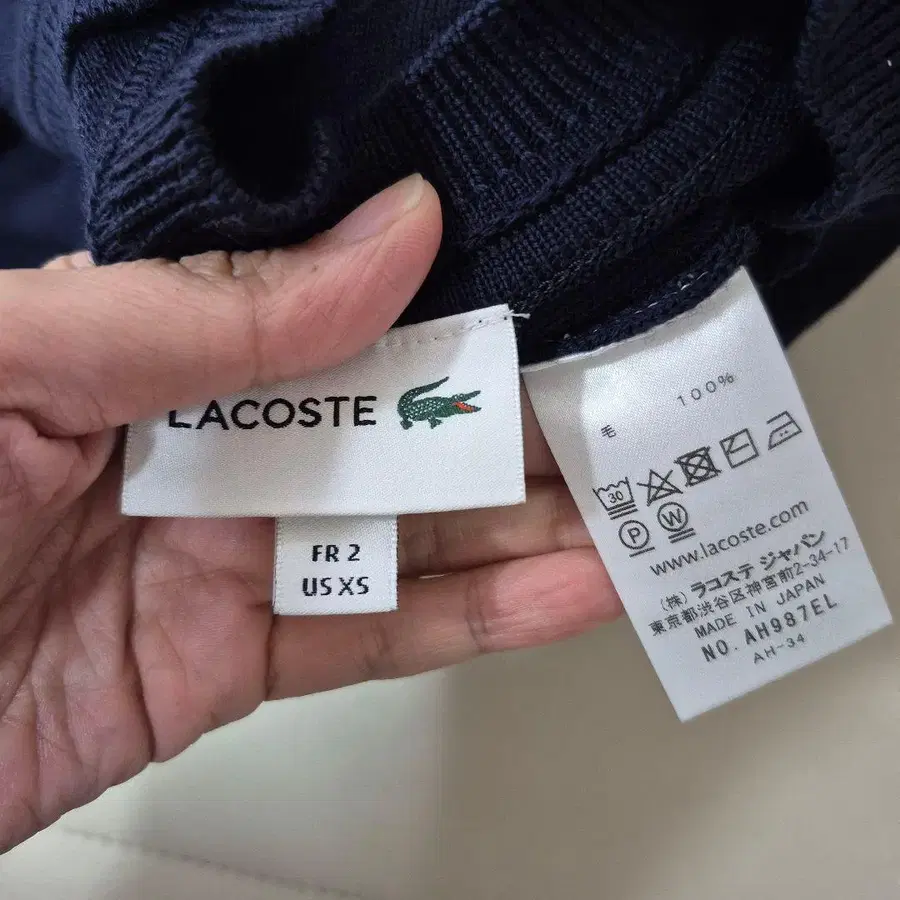 LACOSTE
FR 2
US XS
毛 100%
30
P W
www.lacoste.com
(株) ラコステ ジャパン
東京都渋谷区神宮前2-34-17
MADE IN JAPAN
NO. AH987EL
AH-34